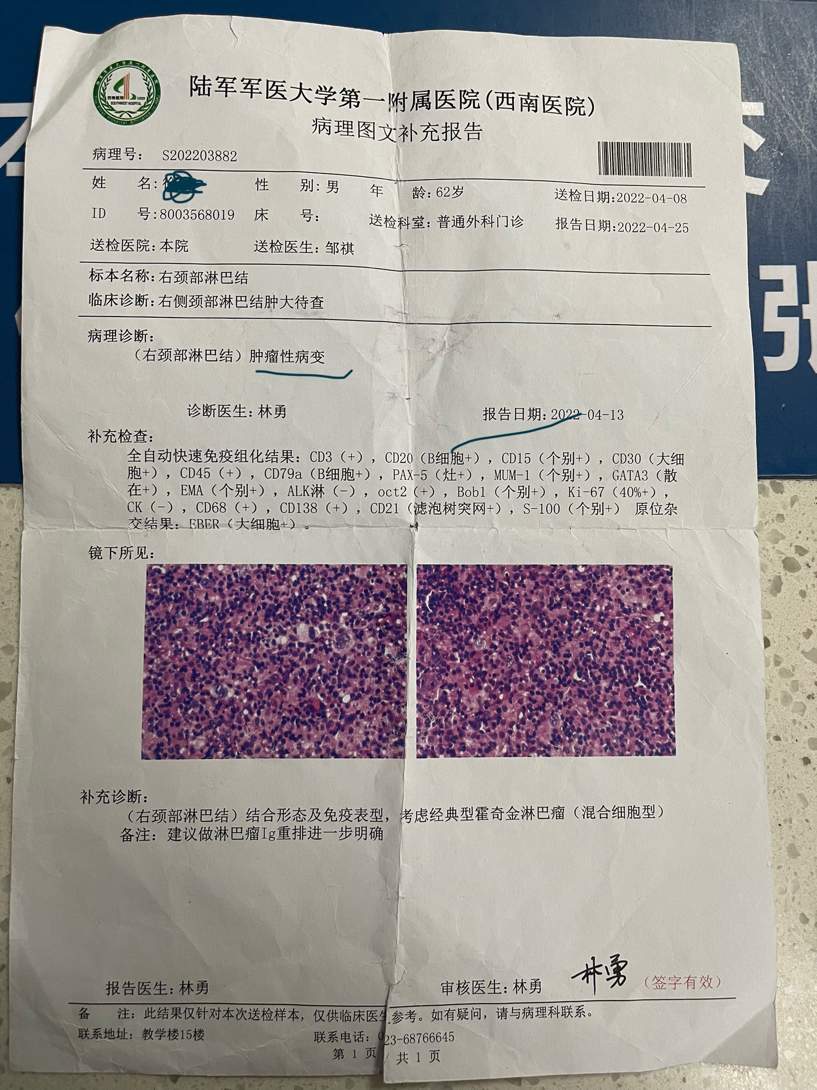 陆军军医大学第一附属医院(西南医院)
病理图文补充报告
病理号: S202203882
姓 名: 性 别:男 年 龄:62岁 送检日期:2022-04-08
ID 号:8003568019 床 号: 送检科室:普通外科门诊 报告日期:2022-04-25
送检医院:本院 送检医生:邹祺
标本名称:右颈部淋巴结
临床诊断:右侧颈部淋巴结肿大待查
病理诊断:
(右颈部淋巴结)肿瘤性病变
诊断医生:林勇 报告日期:2022-04-13
补充检查:
全自动快速免疫组化结果:CD3(+),CD20(B细胞+),CD15(个别+),CD30(大细
胞+),CD45(+),CD79a(B细胞+),PAX-5(灶+),MUM-1(个别+),GATA3(散
在+),EMA(个别+),ALK淋(-),oct2(+),Bob1(个别+),Ki-67(40%+),
CK(-),CD68(+),CD138(+),CD21(滤泡树突网+),S-100(个别+) 原位杂
交结果:EBER(大细胞+)。
镜下所见:
补充诊断:
(右颈部淋巴结)结合形态及免疫表型,考虑经典型霍奇金淋巴瘤(混合细胞型)
备注:建议做淋巴瘤Ig重排进一步明确
报告医生:林勇 审核医生:林勇 林勇 (签字有效)
备 注:此结果仅针对本次送检样本,仅供临床医生参考。如有疑问,请与病理科联系。
联系地址:教学楼15楼 联系电话:023-68766645
第 1 页 / 共 1 页
张